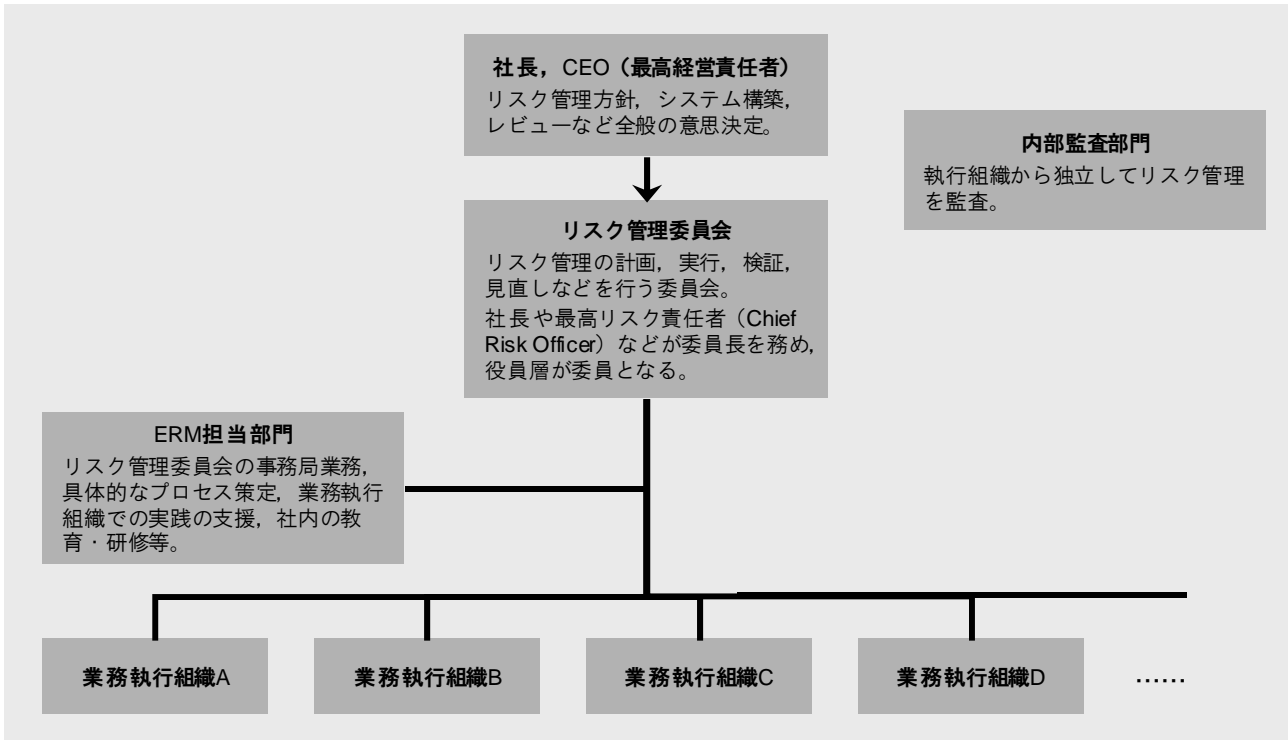 社長，CEO（最高経営責任者）
リスク管理方針，システム構築，
レビューなど全般の意思決定。
内部監査部門
執行組織から独立してリスク管理
を監査。
リスク管理委員会
リスク管理の計画，実行，検証，
見直しなどを行う委員会。
社長や最高リスク責任者（Chief
Risk Officer）などが委員長を務め，
役員層が委員となる。
ERM担当部門
リスク管理委員会の事務局業務，
具体的なプロセス策定，業務執行
組織での実践の支援，社内の教
育・研修等。
業務執行組織A
業務執行組織B
業務執行組織C
業務執行組織D
……